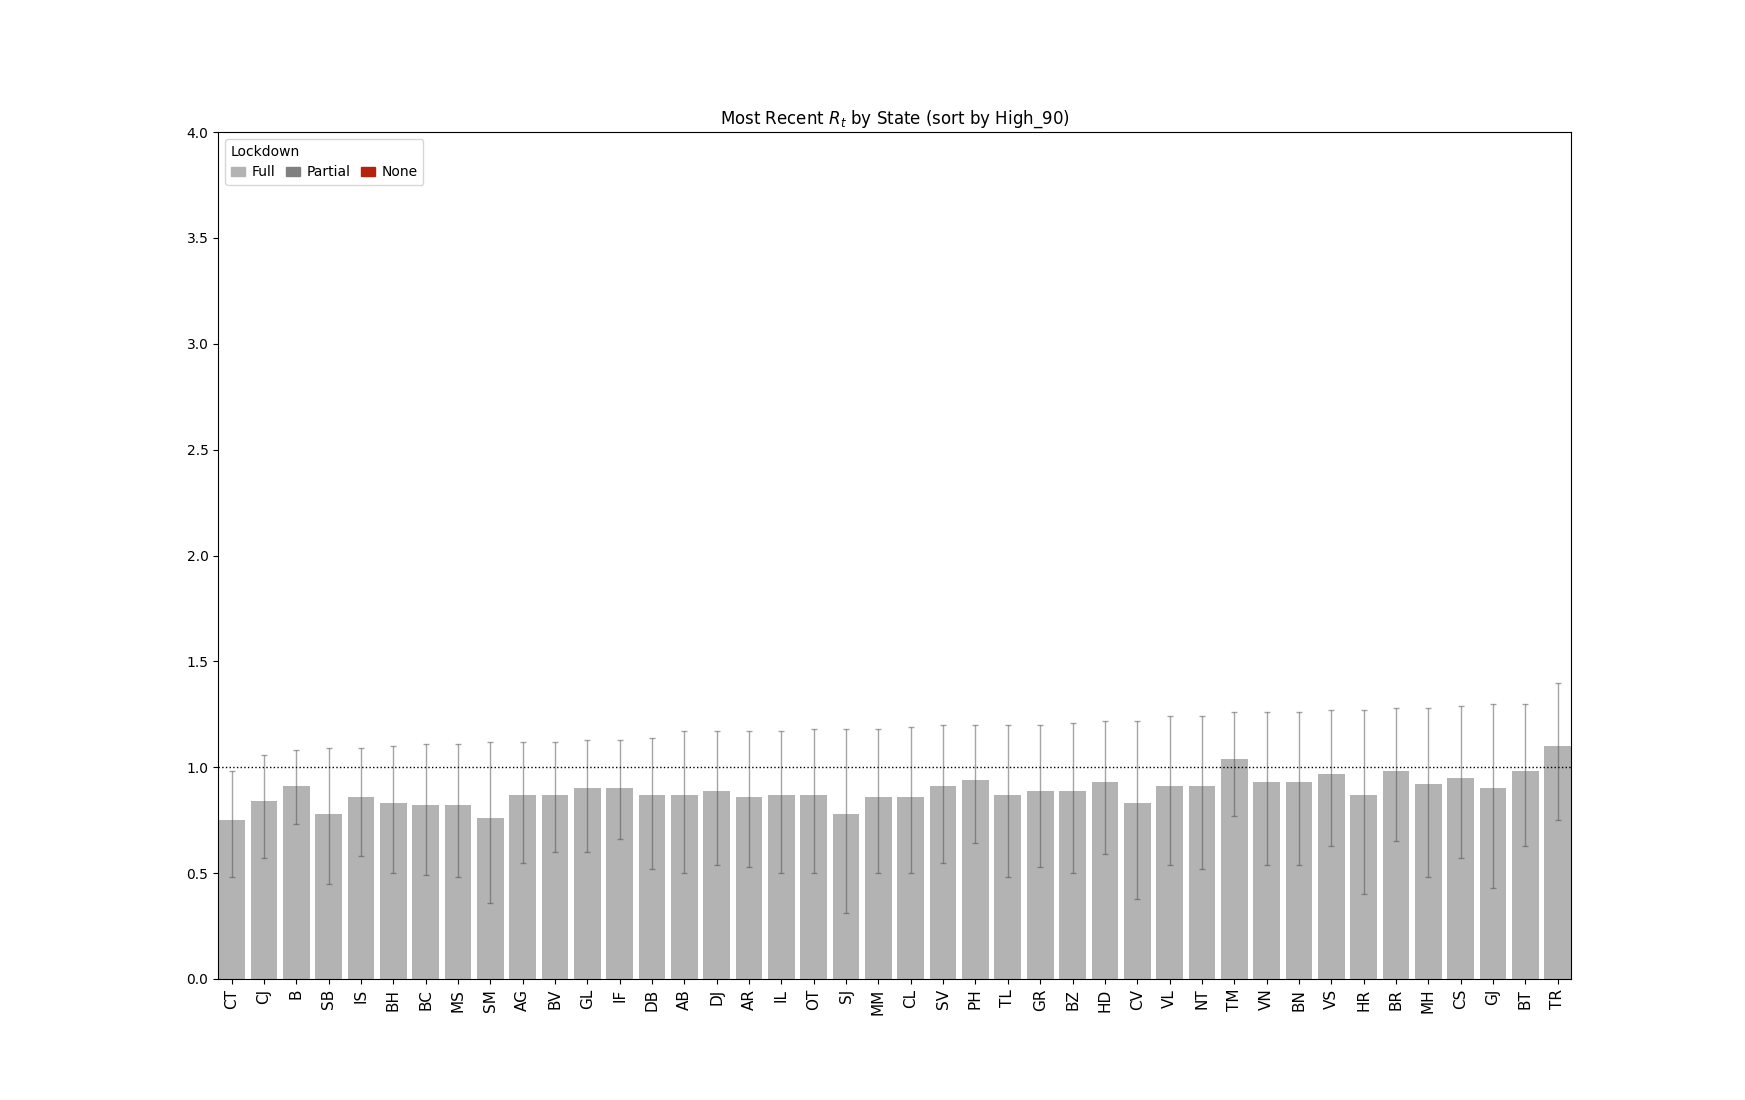 Most Recent Rt by State (sort by High_90)
Lockdown
Full Partial None
4.0
3.5
3.0
2.5
2.0
1.5
1.0
0.5
0.0
CT CJ B SB IS BH BC MS SM AG BV GL IF DB AB DJ AR IL OT SJ MM CL SV PH TL GR BZ HD CV VL NT TM VN BN VS HR BR MH CS GJ BT TR